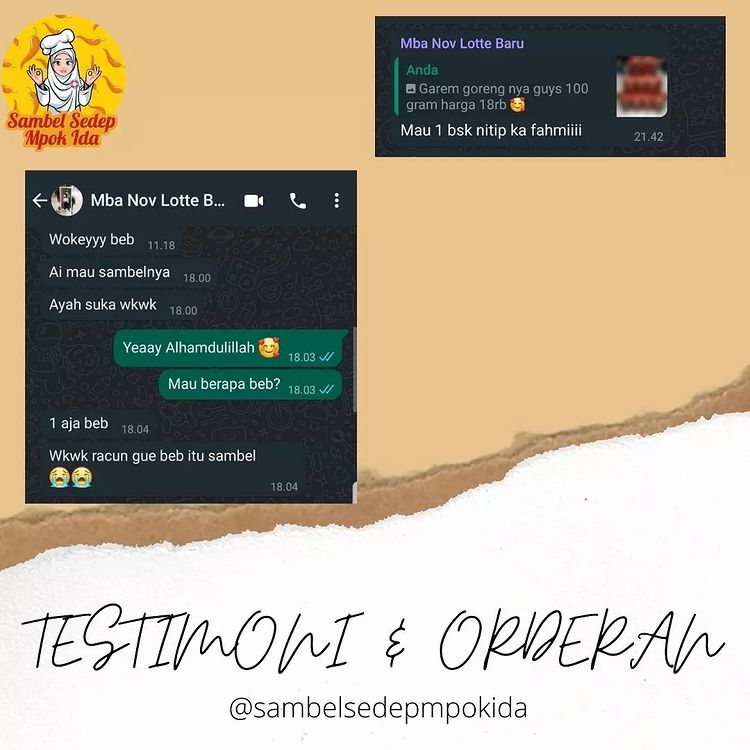 Sambel Sedep
Mpok Ida
Mba Nov Lotte Baru
Anda
Garem goreng nya guys 100
gram harga 18rb 🥰
Mau 1 bsk nitip ka fahmiiii
21.42
Mba Nov Lotte B...
Wokeyyy beb 11.18
Ai mau sambelnya 18.00
Ayah suka wkwk 18.00
Yeaay Alhamdulillah 🥰 18.03
Mau berapa beb? 18.03
1 aja beb 18.04
Wkwk racun gue beb itu sambel
😭😭 18.04
TESTIMONI & ORDERAN
@sambelsedepmpokida